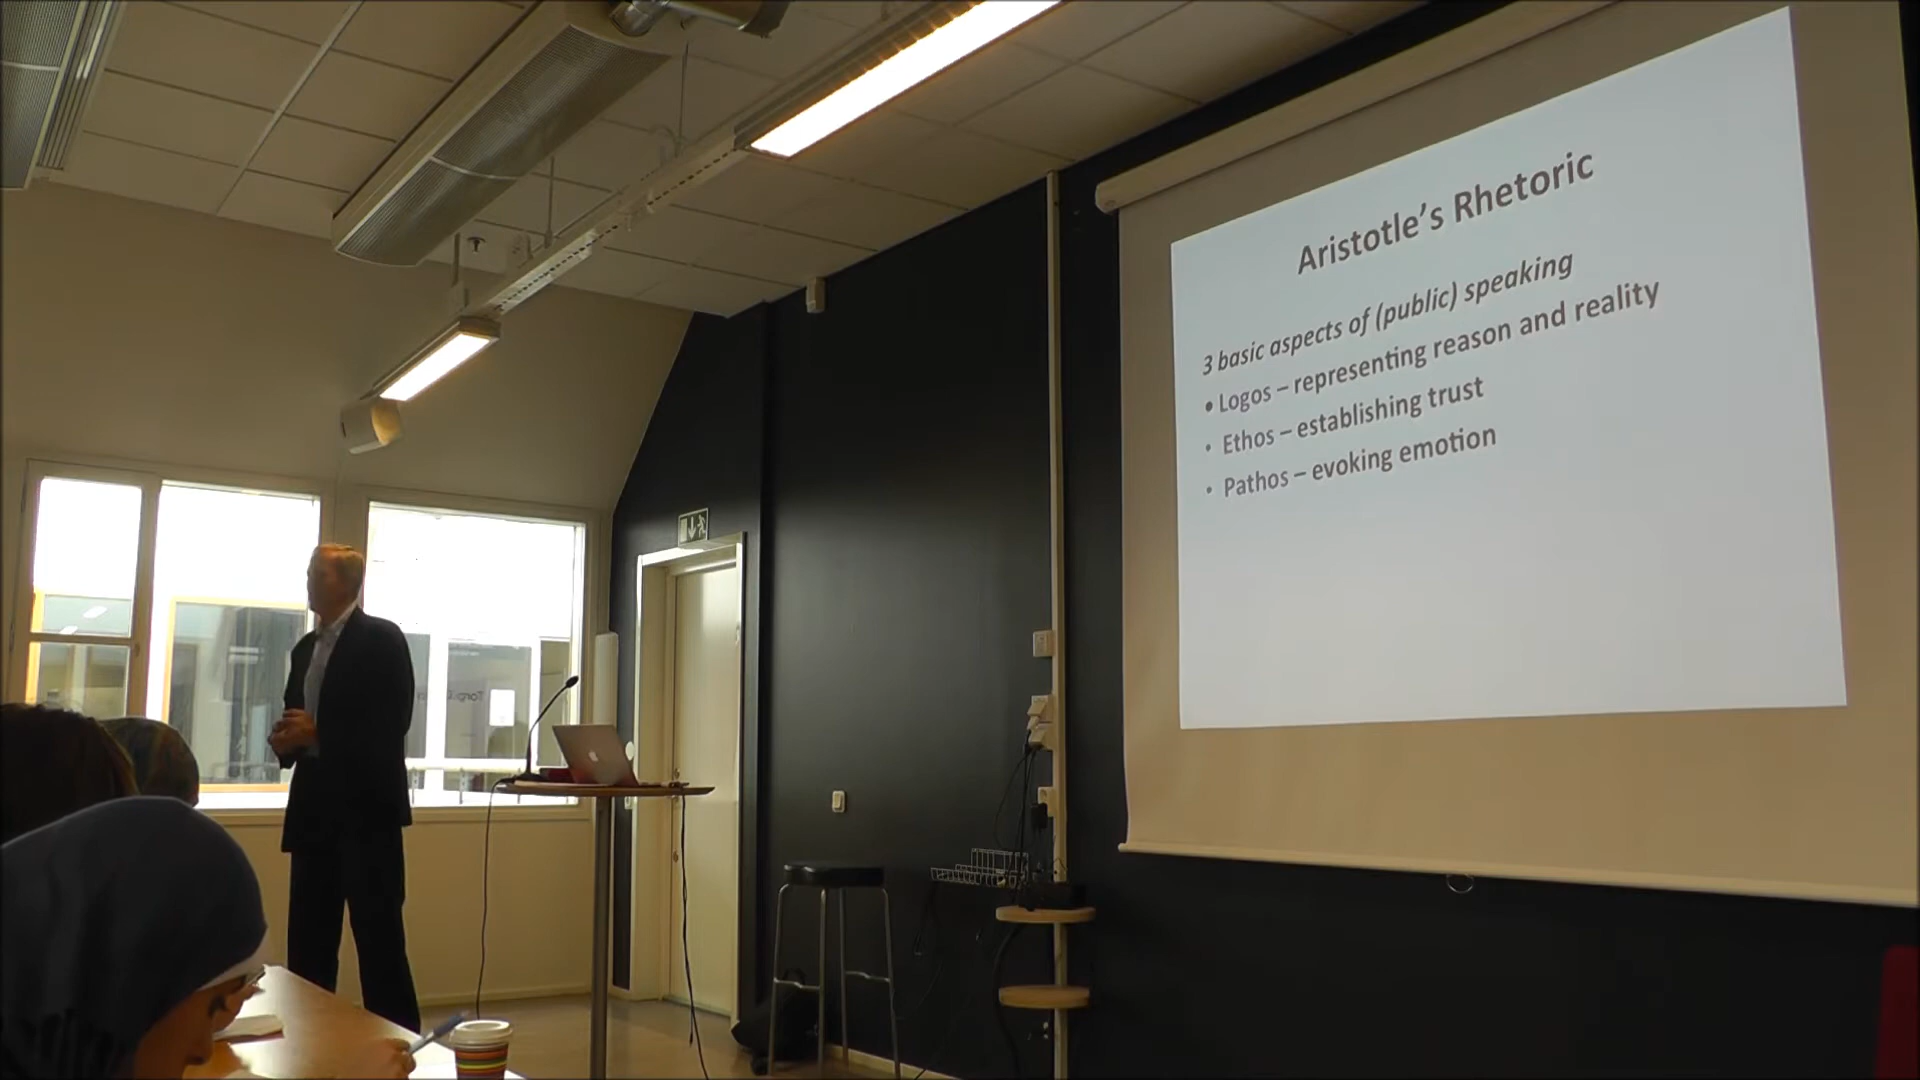 Aristotle's Rhetoric
3 basic aspects of (public) speaking
• Logos – representing reason and reality
• Ethos – establishing trust
• Pathos – evoking emotion